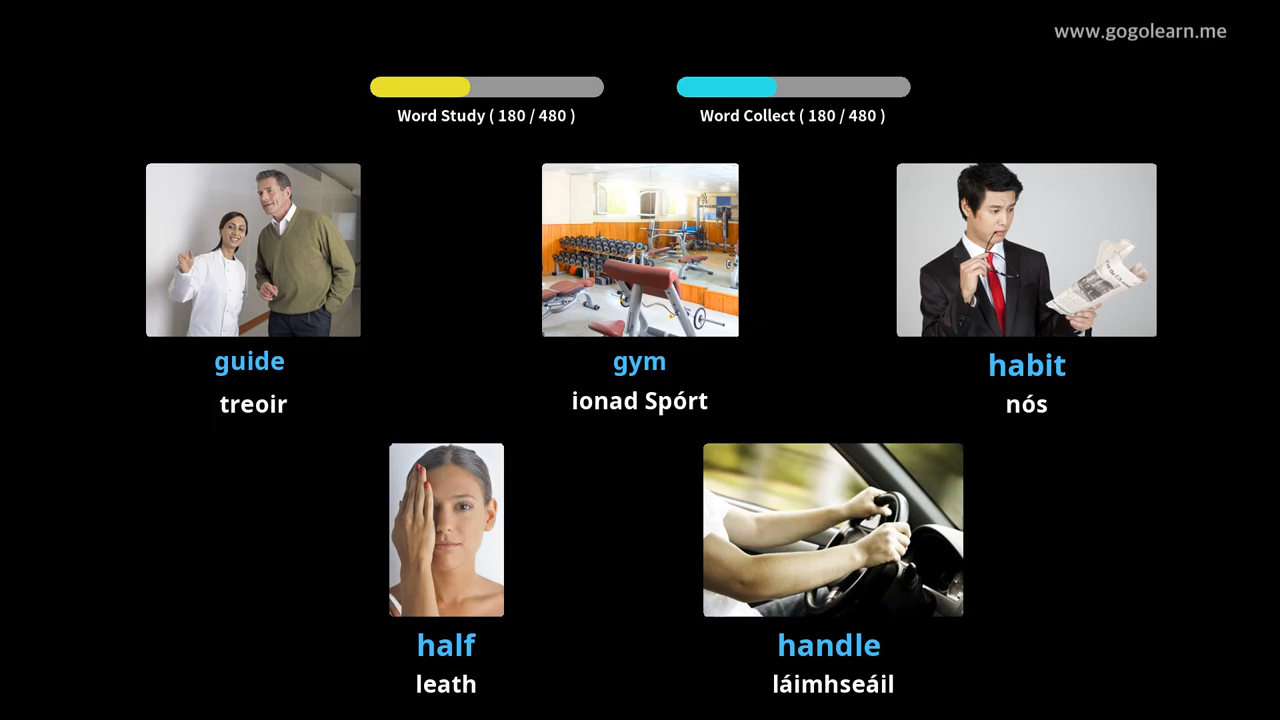 www.gogolearn.me
Word Study ( 180 / 480 )
Word Collect ( 180 / 480 )
guide
treoir
gym
ionad Spórt
habit
nós
half
leath
handle
láimhseáil